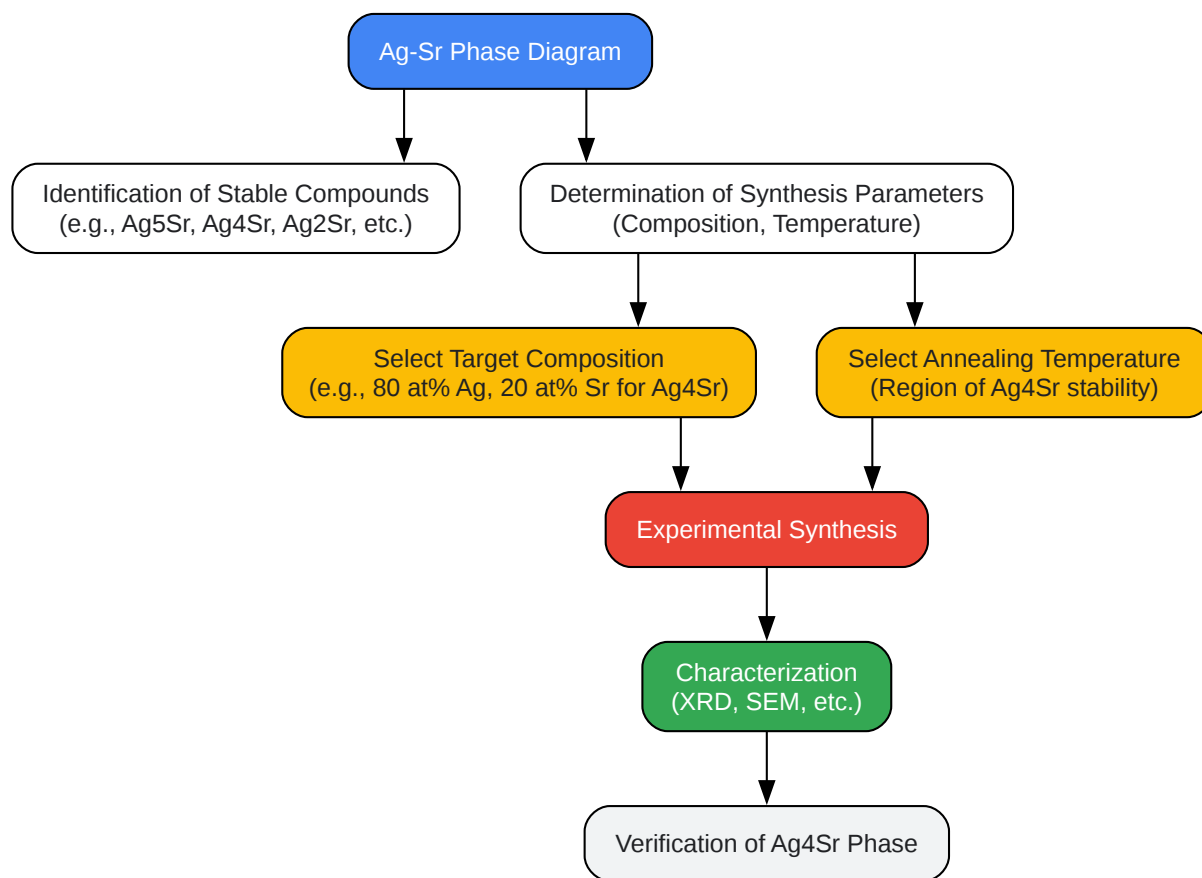 Ag-Sr Phase Diagram
Identification of Stable Compounds
(e.g., Ag5Sr, Ag4Sr, Ag2Sr, etc.)
Determination of Synthesis Parameters
(Composition, Temperature)
Select Target Composition
(e.g., 80 at% Ag, 20 at% Sr for Ag4Sr)
Select Annealing Temperature
(Region of Ag4Sr stability)
Experimental Synthesis
Characterization
(XRD, SEM, etc.)
Verification of Ag4Sr Phase